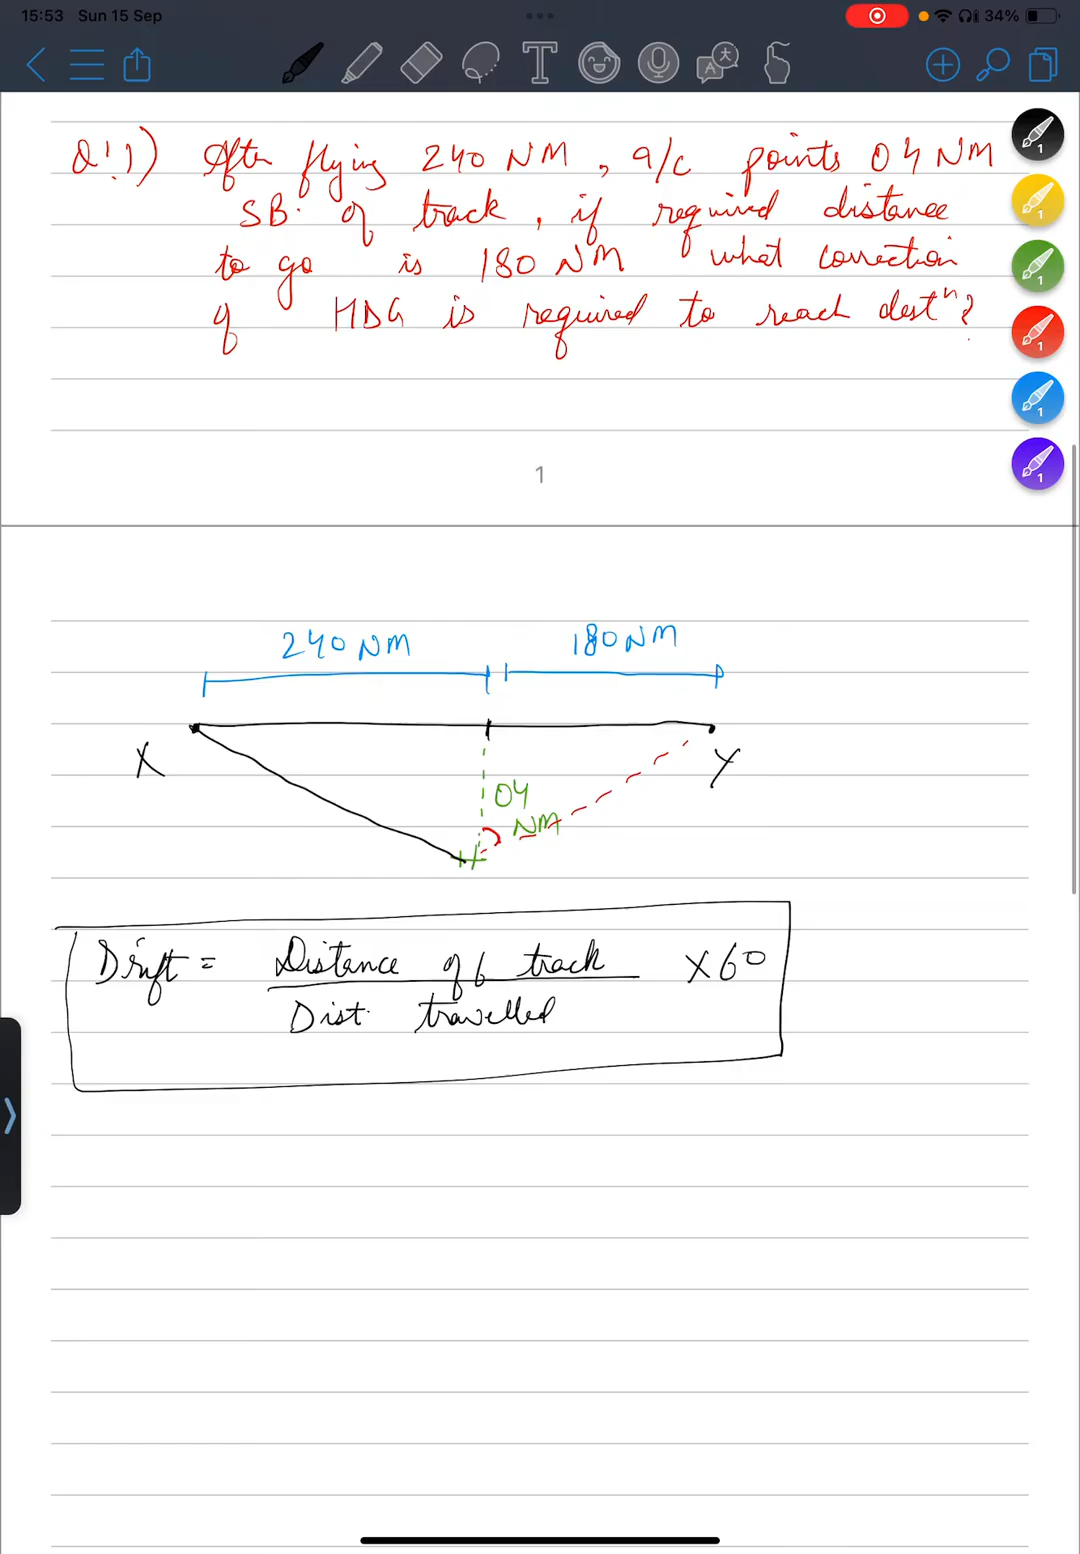 15:53 Sun 15 Sep
34%
Q.1) After flying 240 NM, a/c points 04 NM
SB. of track, if required distance
to go is 180 NM what correction
of HDG is required to reach destⁿ?
1
240 NM 180 NM
X Y
04
NM
Drift = Distance off track X 60
Dist. travelled